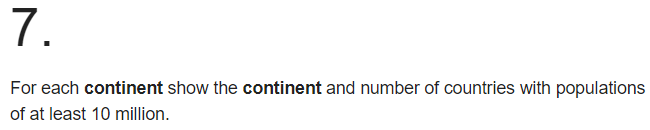 7.
For each continent show the continent and number of countries with populations
of at least 10 million.